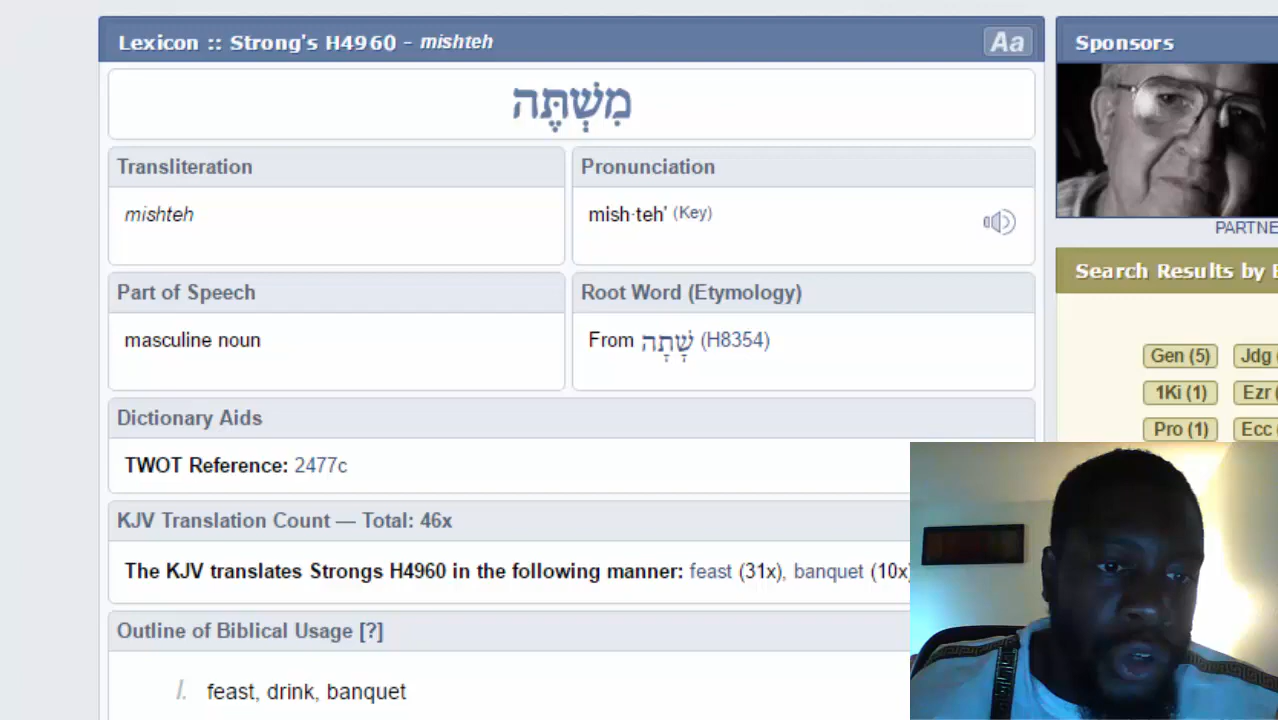 Lexicon :: Strong's H4960 - mishteh
Aa
מִשְׁתֶּה
Transliteration
mishteh
Pronunciation
mish·teh' (Key)
Part of Speech
masculine noun
Root Word (Etymology)
From שָׁתָה (H8354)
Dictionary Aids
TWOT Reference: 2477c
KJV Translation Count — Total: 46x
The KJV translates Strongs H4960 in the following manner: feast (31x), banquet (10x)
Outline of Biblical Usage [?]
I. feast, drink, banquet
Sponsors
Search Results by
Gen (5) Jdg
1Ki (1) Ezr
Pro (1) Ecc